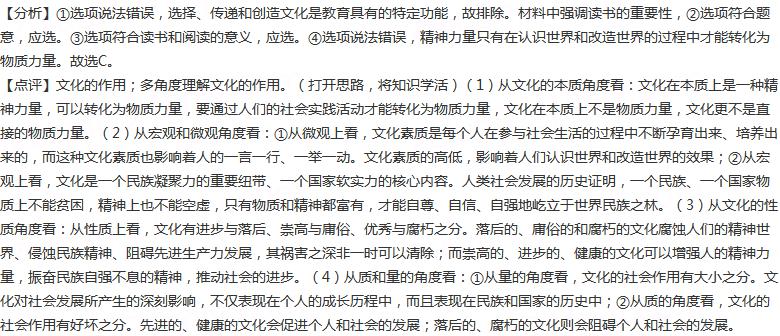 【分析】①选项说法错误，选择、传递和创造文化是教育具有的特定功能，故排除。材料中强调读书的重要性，②选项符合题
意，应选。③选项符合读书和阅读的意义，应选。④选项说法错误，精神力量只有在认识世界和改造世界的过程中才能转化为
物质力量。故选C。
【点评】文化的作用；多角度理解文化的作用。（打开思路，将知识学活）（1）从文化的本质角度看：文化在本质上是一种精
神力量，可以转化为物质力量，要通过人们的社会实践活动才能转化为物质力量，文化在本质上不是物质力量，文化更不是直
接的物质力量。（2）从宏观和微观角度看：①从微观上看，文化素质是每个人在参与社会生活的过程中不断孕育出来、培养出
来的，而这种文化素质也影响着人的一言一行、一举一动。文化素质的高低，影响着人们认识世界和改造世界的效果；②从宏
观上看，文化是一个民族凝聚力的重要纽带、一个国家软实力的核心内容。人类社会发展的历史证明，一个民族、一个国家物
质上不能贫困，精神上也不能空虚，只有物质和精神都富有，才能自尊、自信、自强地屹立于世界民族之林。（3）从文化的性
质角度看：从性质上看，文化有进步与落后、崇高与庸俗、优秀与腐朽之分。落后的、庸俗的和腐朽的文化腐蚀人们的精神世
界、侵蚀民族精神、阻碍先进生产力发展，其祸害之深非一时可以清除；而崇高的、进步的、健康的文化可以增强人的精神力
量，振奋民族自强不息的精神，推动社会的进步。（4）从质和量的角度看：①从量的角度看，文化的社会作用有大小之分。文
化对社会发展所产生的深刻影响，不仅表现在个人的成长历程中，而且表现在民族和国家的历史中；②从质的角度看，文化的社
会作用有好坏之分。先进的、健康的文化会促进个人和社会的发展；落后的、腐朽的文化则会阻碍个人和社会的发展。